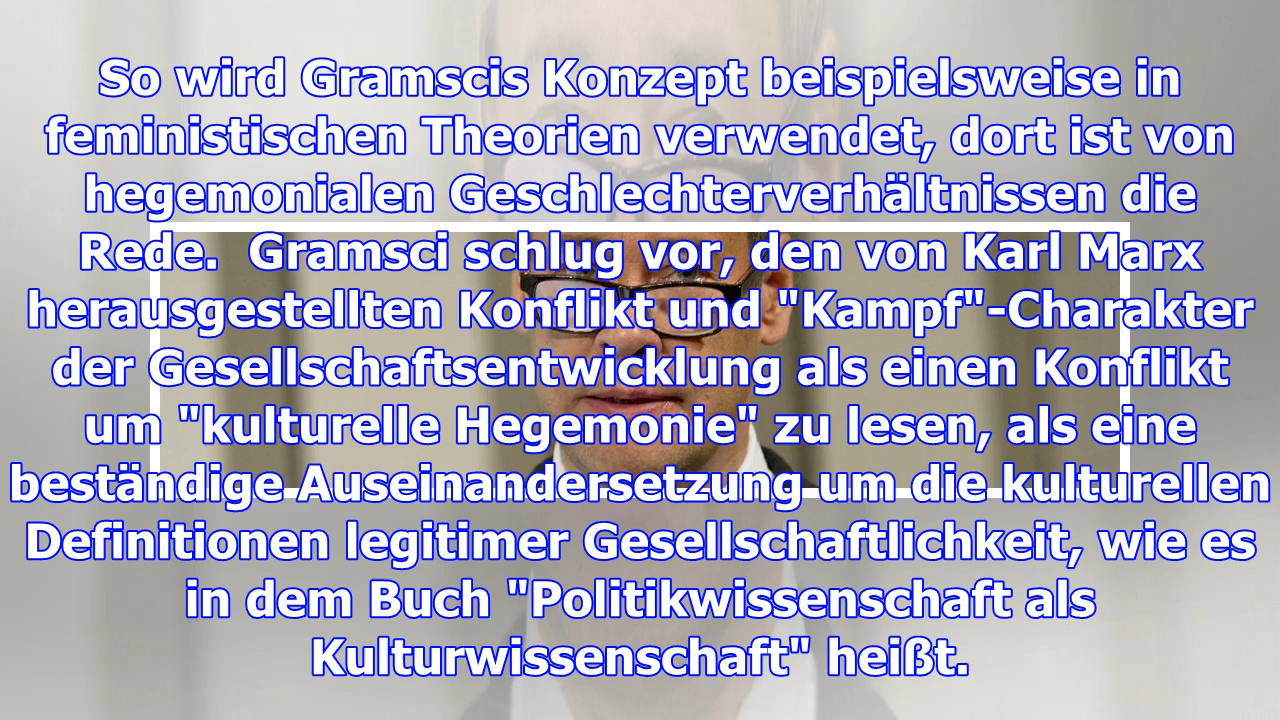 So wird Gramscis Konzept beispielsweise in
feministischen Theorien verwendet, dort ist von
hegemonialen Geschlechterverhältnissen die
Rede.  Gramsci schlug vor, den von Karl Marx
herausgestellten Konflikt und "Kampf"-Charakter
der Gesellschaftsentwicklung als einen Konflikt
um "kulturelle Hegemonie" zu lesen, als eine
beständige Auseinandersetzung um die kulturellen
Definitionen legitimer Gesellschaftlichkeit, wie es
in dem Buch "Politikwissenschaft als
Kulturwissenschaft" heißt.